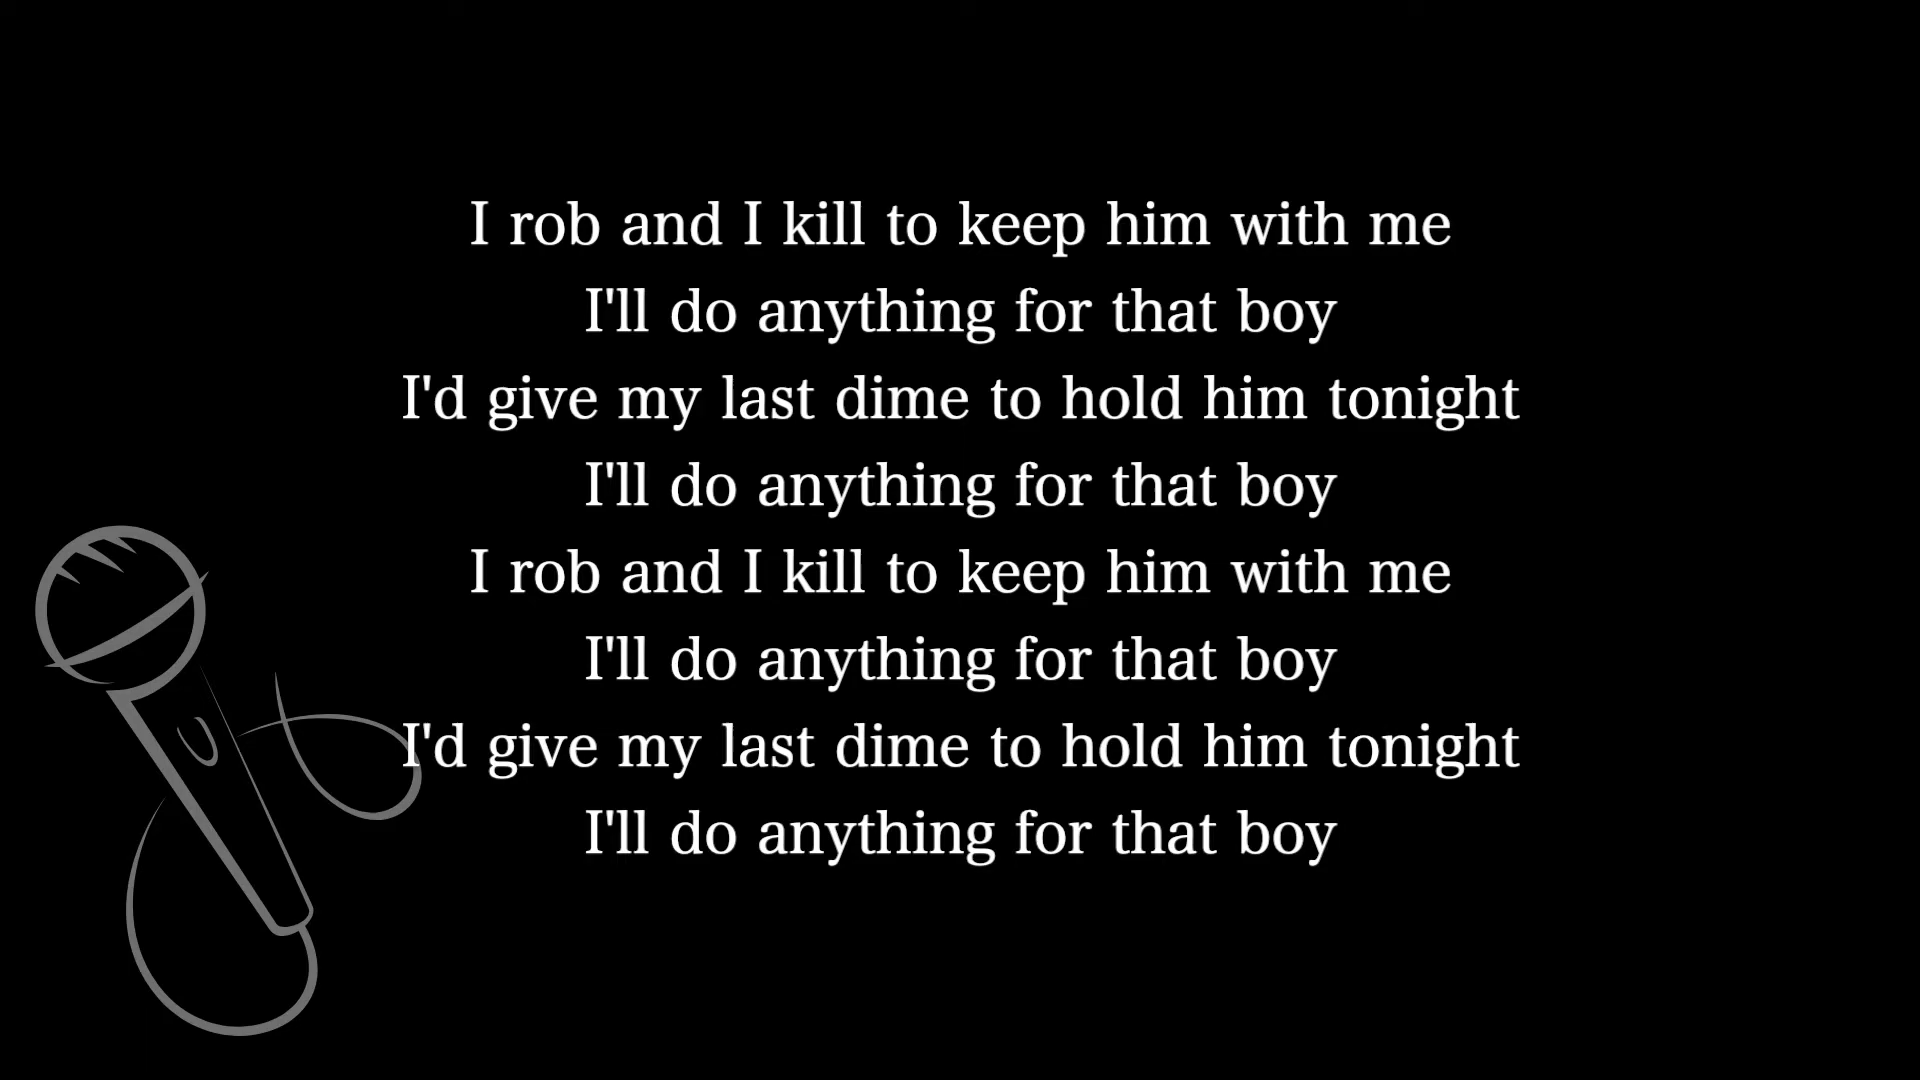 I rob and I kill to keep him with me
I'll do anything for that boy
I'd give my last dime to hold him tonight
I'll do anything for that boy
I rob and I kill to keep him with me
I'll do anything for that boy
I'd give my last dime to hold him tonight
I'll do anything for that boy